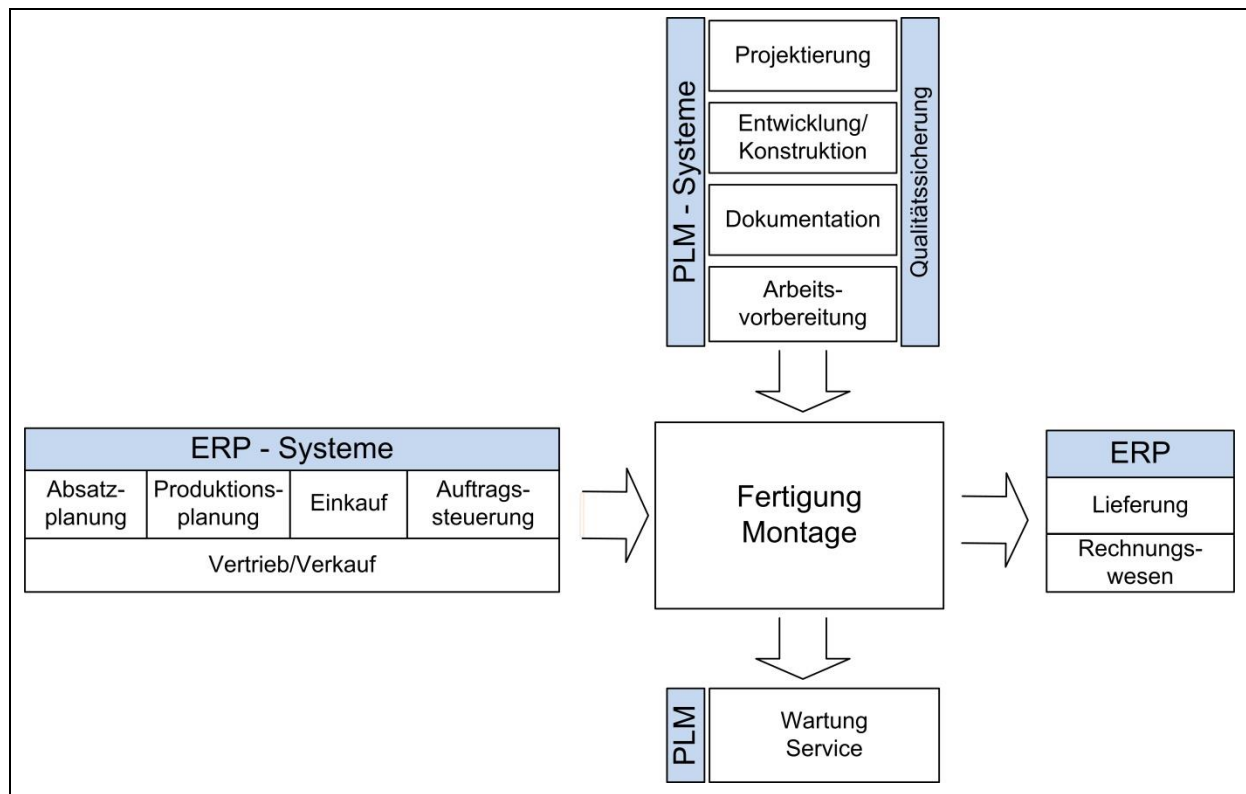 PLM - Systeme
Projektierung
Entwicklung/
Konstruktion
Dokumentation
Arbeits-
vorbereitung
Qualitätssicherung
ERP - Systeme
Absatz-
planung
Produktions-
planung
Einkauf
Auftrags-
steuerung
Vertrieb/Verkauf
Fertigung
Montage
ERP
Lieferung
Rechnungs-
wesen
PLM
Wartung
Service